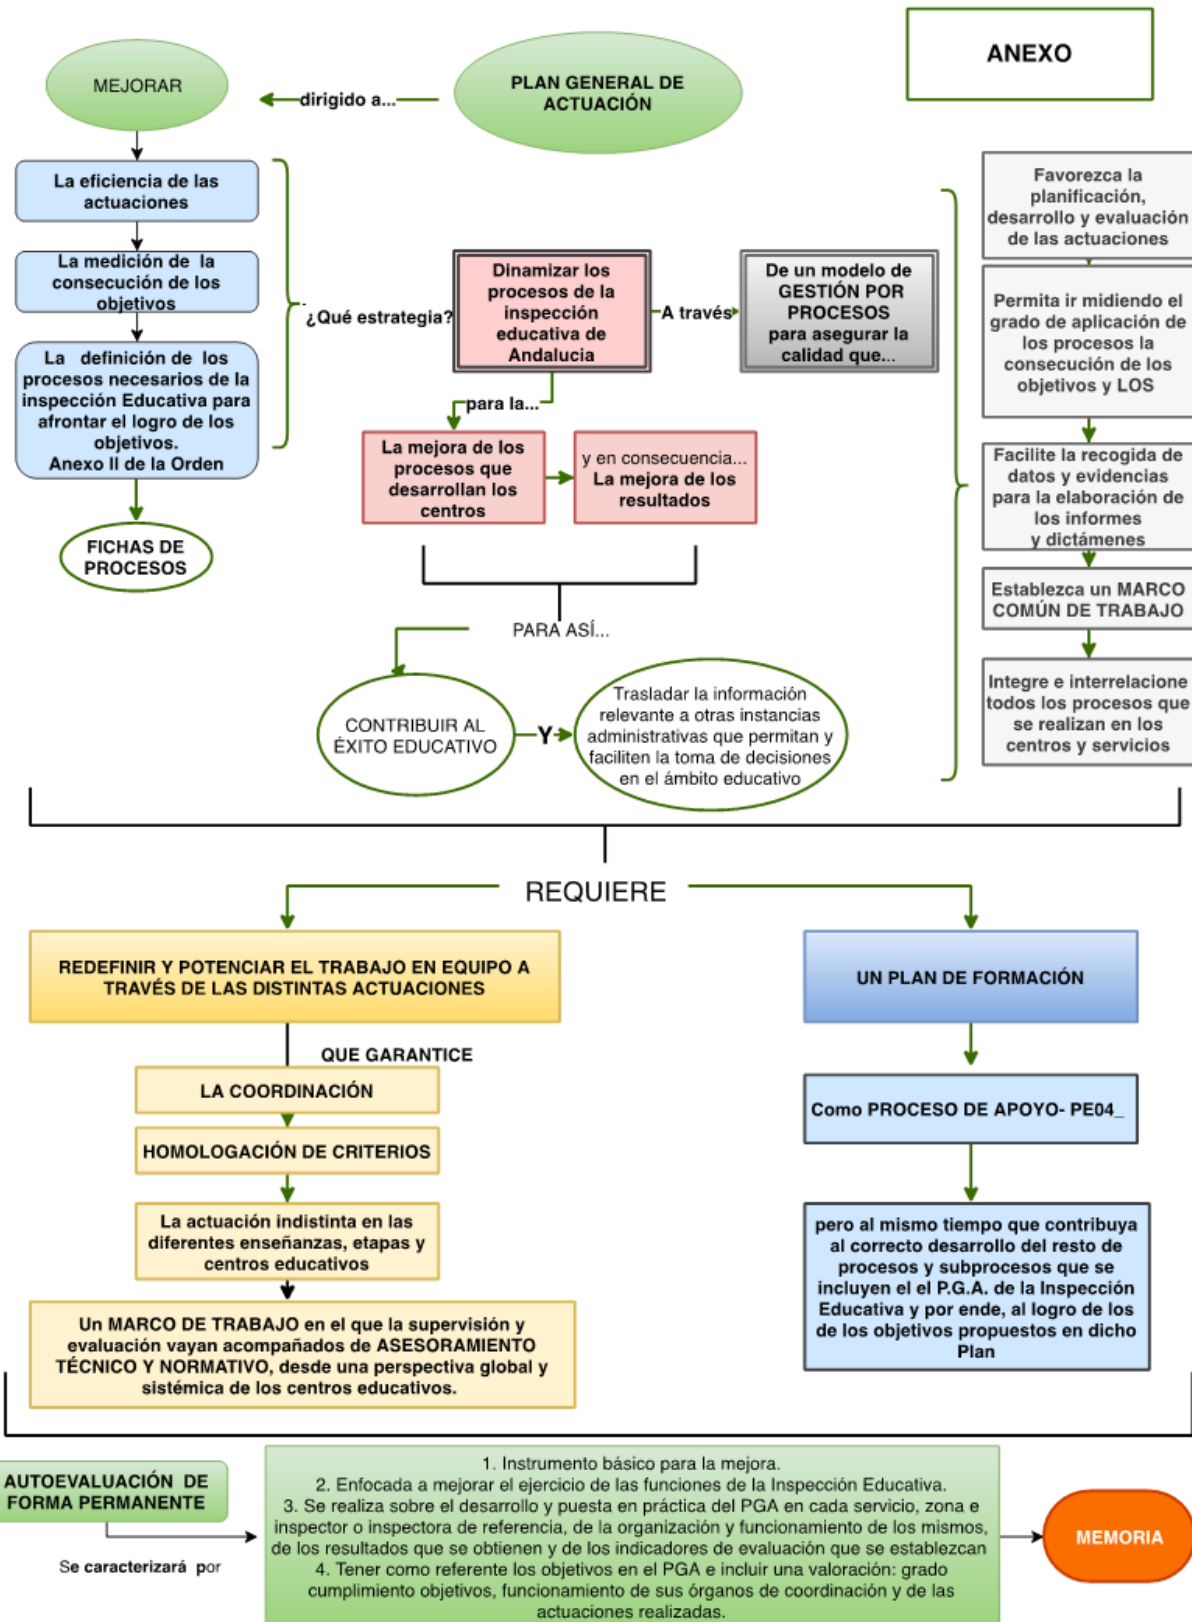 ANEXO
PLAN GENERAL DE
ACTUACIÓN
dirigido a...
MEJORAR
La eficiencia de las
actuaciones
La medición de la
consecución de los
objetivos
La definición de los
procesos necesarios de la
inspección Educativa para
afrontar el logro de los
objetivos.
Anexo II de la Orden
FICHAS DE
PROCESOS
¿Qué estrategia?
Dinamizar los
procesos de la
inspección
educativa de
Andalucia
A través
De un modelo de
GESTIÓN POR
PROCESOS
para asegurar la
calidad que...
para la...
La mejora de los
procesos que
desarrollan los
centros
y en consecuencia...
La mejora de los
resultados
PARA ASÍ...
CONTRIBUIR AL
ÉXITO EDUCATIVO
Y
Trasladar la información
relevante a otras instancias
administrativas que permitan y
faciliten la toma de decisiones
en el ámbito educativo
Favorezca la
planificación,
desarrollo y evaluación
de las actuaciones
Permita ir midiendo el
grado de aplicación de
los procesos la
consecución de los
objetivos y LOS
Facilite la recogida de
datos y evidencias
para la elaboración de
los informes
y dictámenes
Establezca un MARCO
COMÚN DE TRABAJO
Integre e interrelacione
todos los procesos que
se realizan en los
centros y servicios
REQUIERE
REDEFINIR Y POTENCIAR EL TRABAJO EN EQUIPO A
TRAVÉS DE LAS DISTINTAS ACTUACIONES
QUE GARANTICE
LA COORDINACIÓN
HOMOLOGACIÓN DE CRITERIOS
La actuación indistinta en las
diferentes enseñanzas, etapas y
centros educativos
Un MARCO DE TRABAJO en el que la supervisión y
evaluación vayan acompañados de ASESORAMIENTO
TÉCNICO Y NORMATIVO, desde una perspectiva global y
sistémica de los centros educativos.
UN PLAN DE FORMACIÓN
Como PROCESO DE APOYO- PE04_
pero al mismo tiempo que contribuya
al correcto desarrollo del resto de
procesos y subprocesos que se
incluyen el el P.G.A. de la Inspección
Educativa y por ende, al logro de los
de los objetivos propuestos en dicho
Plan
AUTOEVALUACIÓN DE
FORMA PERMANENTE
Se caracterizará por
1. Instrumento básico para la mejora.
2. Enfocada a mejorar el ejercicio de las funciones de la Inspección Educativa.
3. Se realiza sobre el desarrollo y puesta en práctica del PGA en cada servicio, zona e
inspector o inspectora de referencia, de la organización y funcionamiento de los mismos,
de los resultados que se obtienen y de los indicadores de evaluación que se establezcan
4. Tener como referente los objetivos en el PGA e incluir una valoración: grado
cumplimiento objetivos, funcionamiento de sus órganos de coordinación y de las
actuaciones realizadas.
MEMORIA